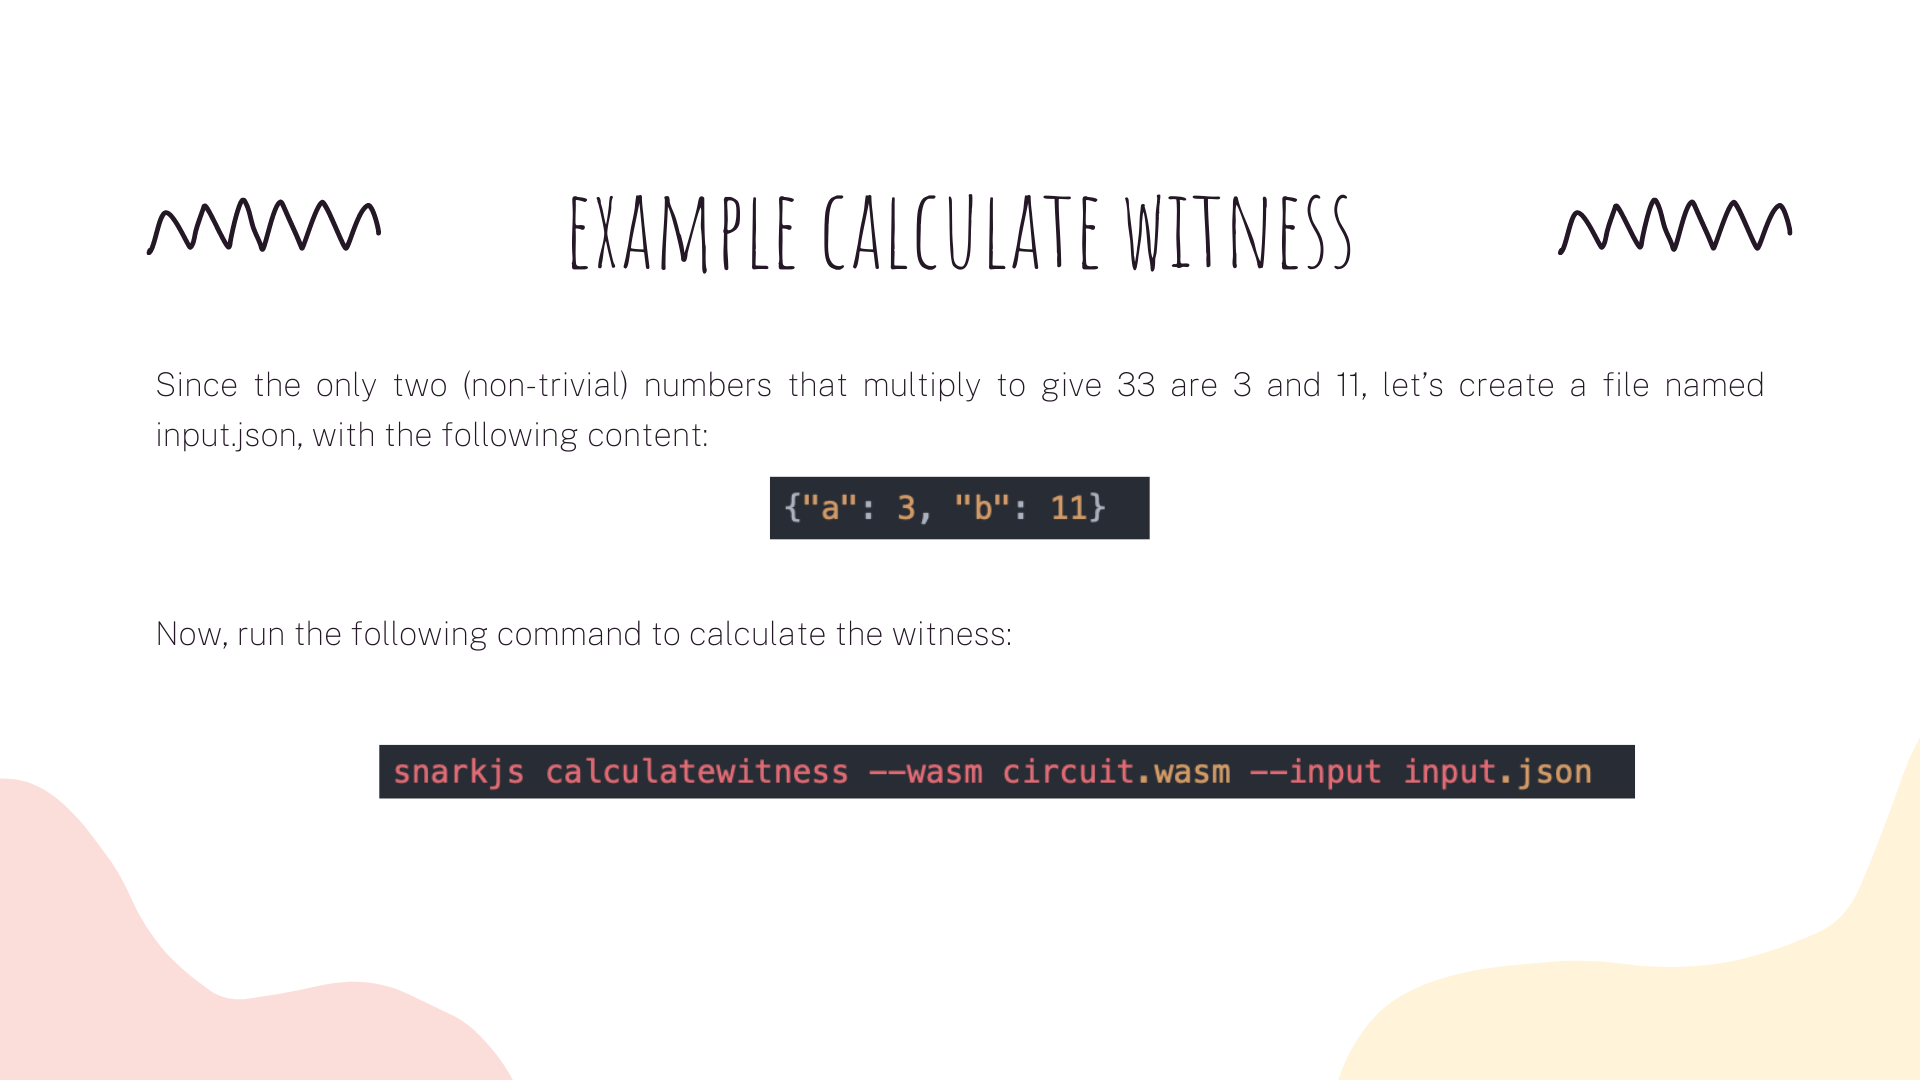 EXAMPLE CALCULATE WITNESS
Since the only two (non-trivial) numbers that multiply to give 33 are 3 and 11, let’s create a file named
input.json, with the following content:
{"a": 3, "b": 11}
Now, run the following command to calculate the witness:
snarkjs calculatewitness --wasm circuit.wasm --input input.json